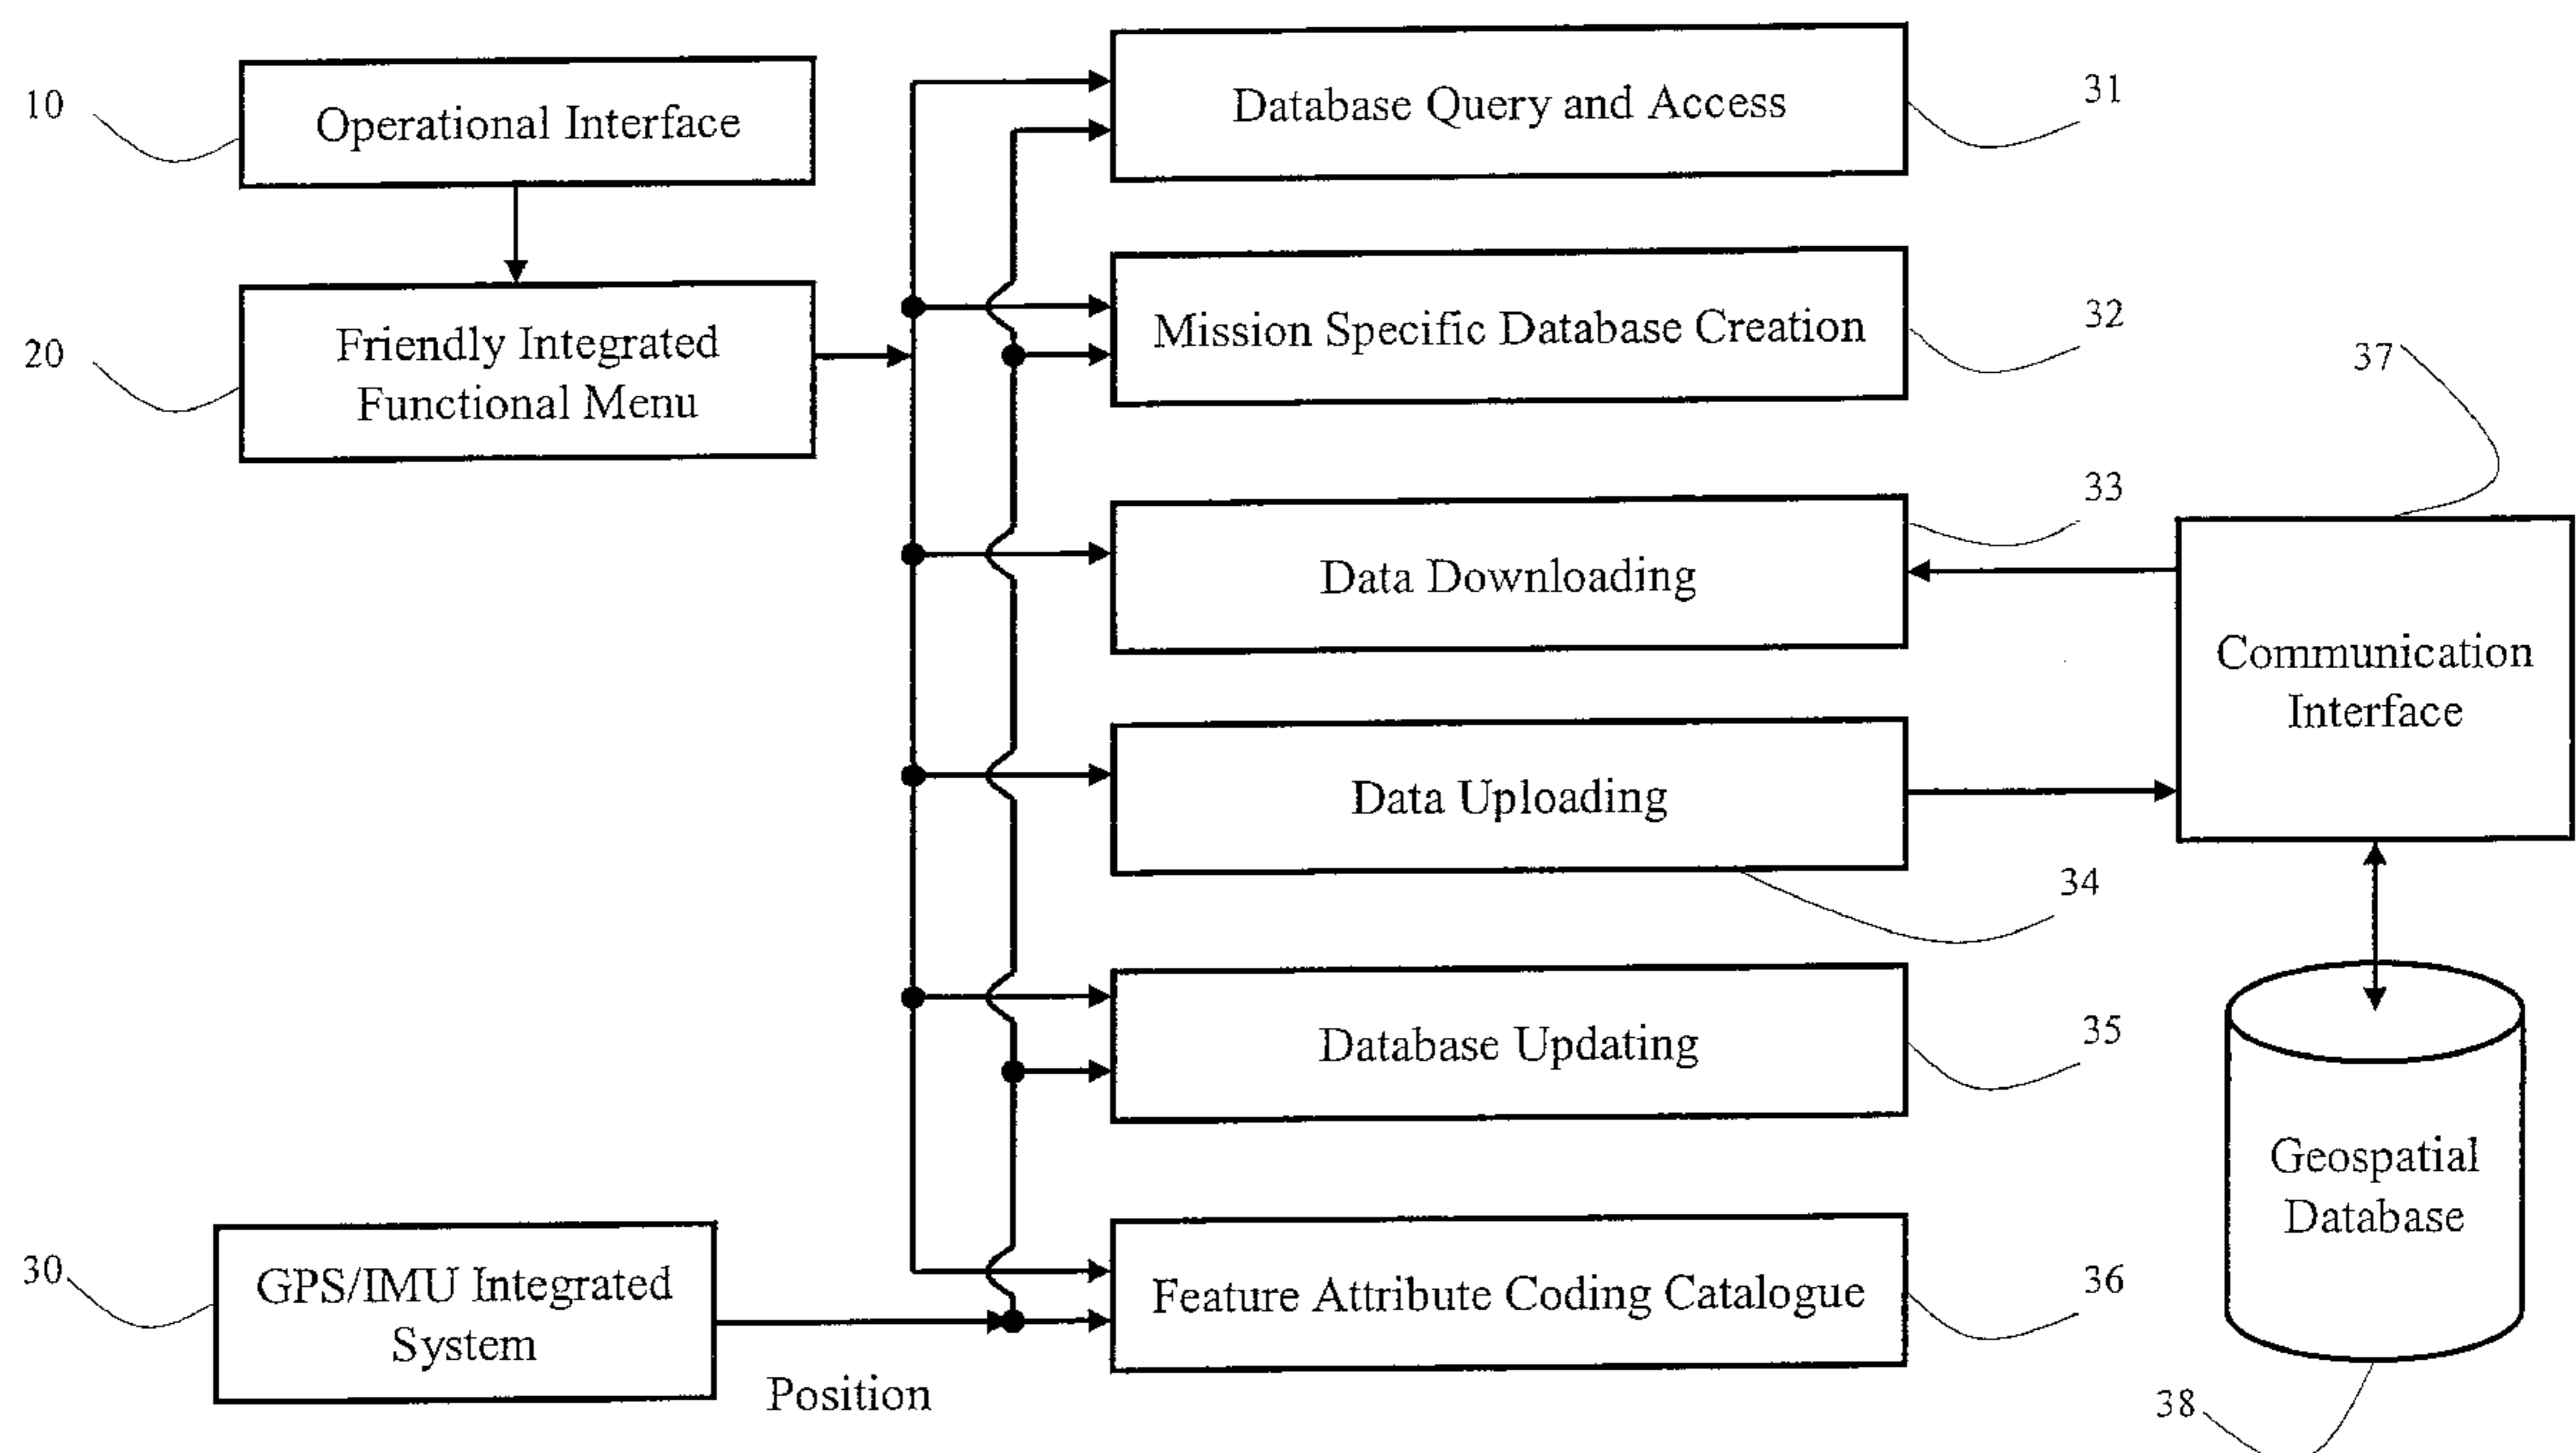 10
Operational Interface
20
Friendly Integrated
Functional Menu
30
GPS/IMU Integrated
System
Position
Database Query and Access
31
Mission Specific Database Creation
32
Data Downloading
33
Data Uploading
34
Database Updating
35
Feature Attribute Coding Catalogue
36
37
Communication
Interface
Geospatial
Database
38